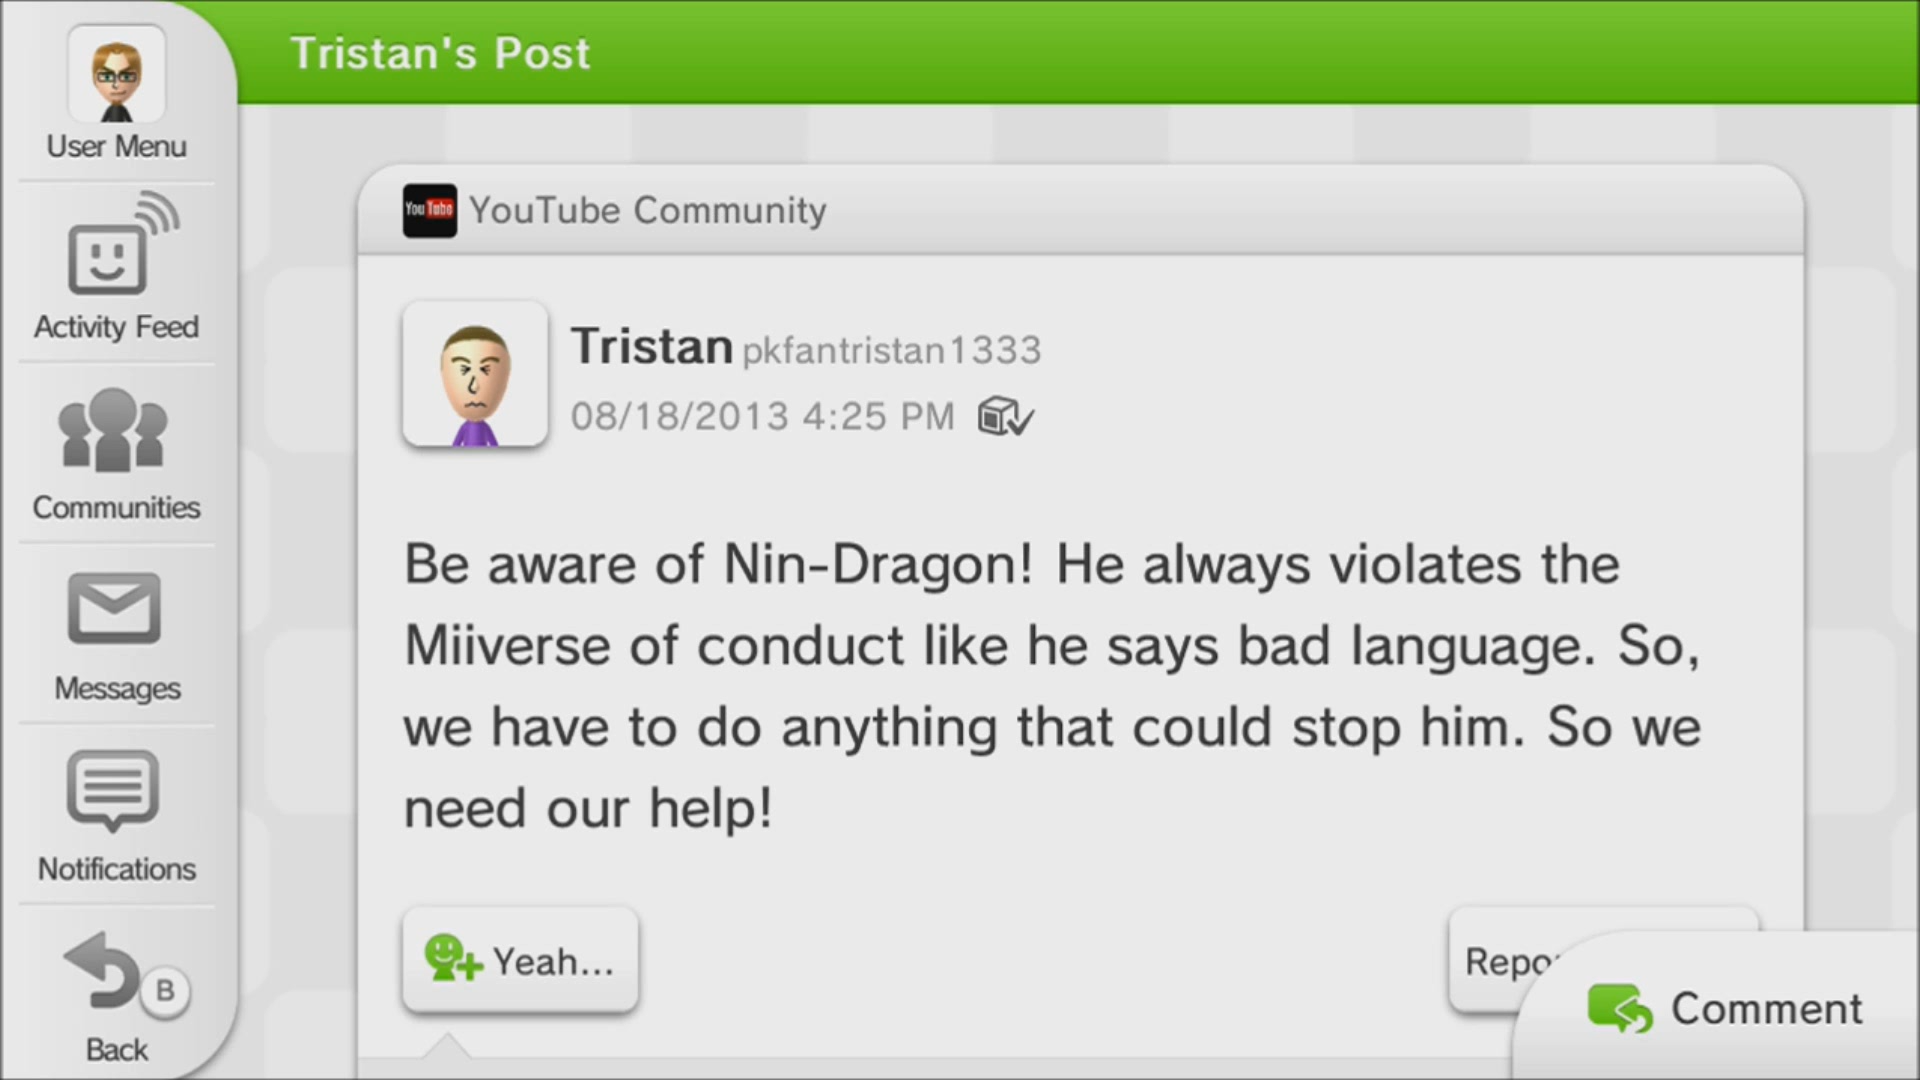 Tristan's Post
User Menu
Activity Feed
Communities
Messages
Notifications
B
Back
YouTube
YouTube Community
Tristan pkfantristan1333
08/18/2013 4:25 PM
Be aware of Nin-Dragon! He always violates the
Miiverse of conduct like he says bad language. So,
we have to do anything that could stop him. So we
need our help!
Yeah...
Comment